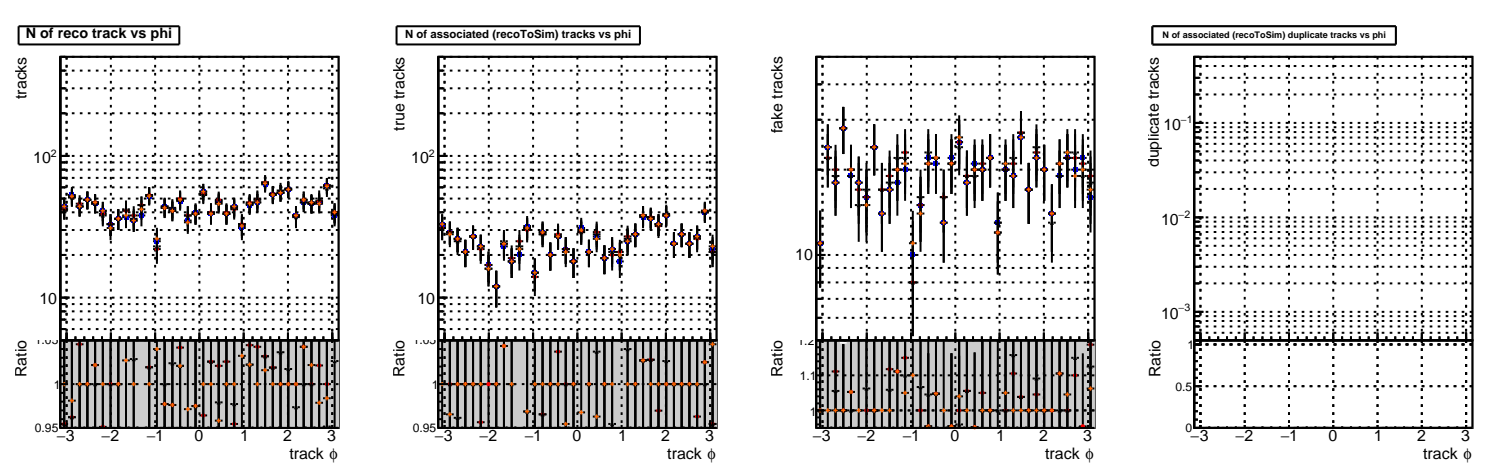 N of reco track vs phi
tracks
10²
10
Ratio
1.05
1
0.95
−3 −2 −1 0 1 2 3
track ϕ
N of associated (recoToSim) tracks vs phi
true tracks
10²
10
Ratio
1.05
1
0.95
−3 −2 −1 0 1 2 3
track ϕ
fake tracks
10
Ratio
1.2
1.1
1
−3 −2 −1 0 1 2 3
track ϕ
N of associated (recoToSim) duplicate tracks vs phi
duplicate tracks
10⁻¹
10⁻²
10⁻³
Ratio
1
0.5
0
−3 −2 −1 0 1 2 3
track ϕ